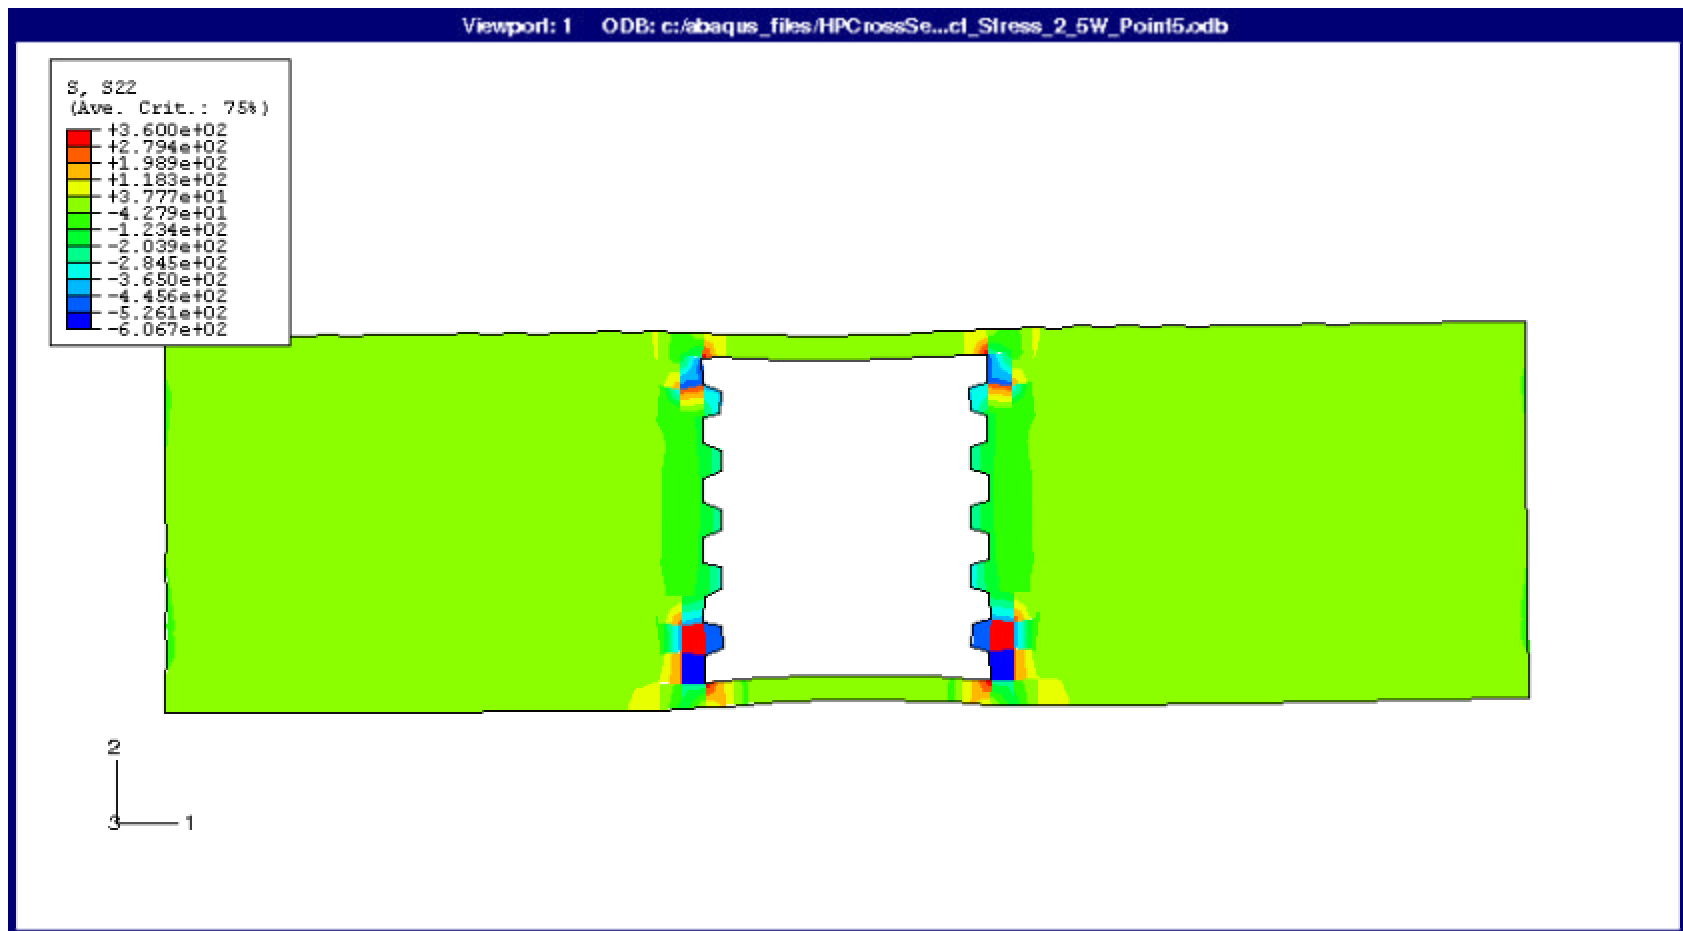 Viewport: 1 ODB: c:/abaqus_files/HPCrossSe...ct_Stress_2_5W_Point5.odb
S, S22
(Ave. Crit.: 75%)
+3.600e+02
+2.794e+02
+1.989e+02
+1.183e+02
+3.777e+01
-4.279e+01
-1.234e+02
-2.039e+02
-2.845e+02
-3.650e+02
-4.456e+02
-5.261e+02
-6.067e+02
2
3 1